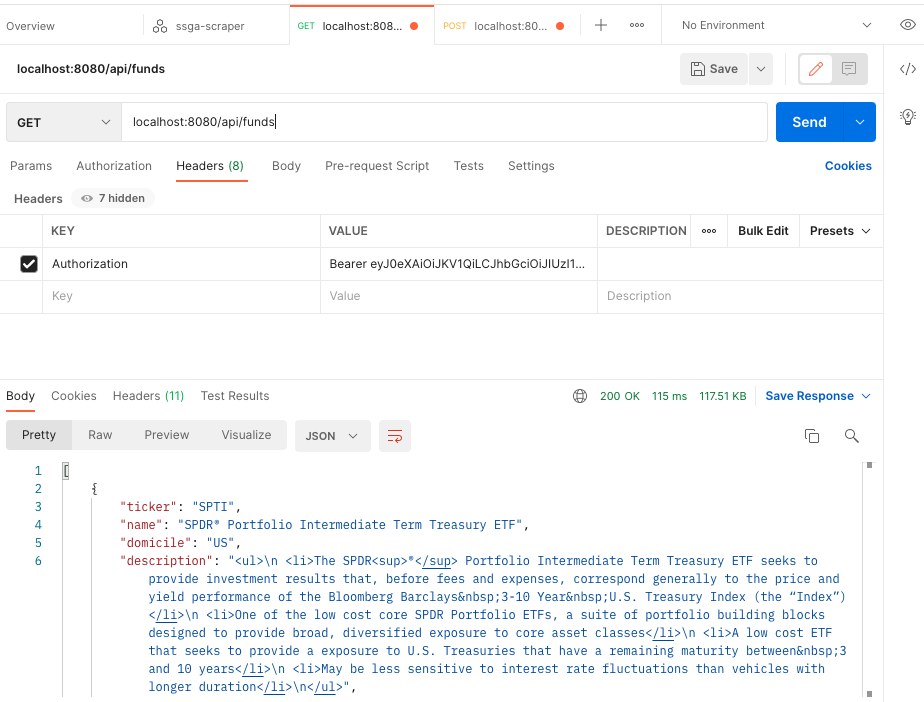 Overview
ssga-scraper
GET localhost:808...
POST localhost:80...
No Environment
localhost:8080/api/funds
Save
GET
localhost:8080/api/funds
Send
Params Authorization Headers (8) Body Pre-request Script Tests Settings Cookies
Headers 7 hidden
KEY VALUE DESCRIPTION Bulk Edit Presets
Authorization Bearer eyJ0eXAiOiJKV1QiLCJhbGciOiJIUzI1...
Key Value Description
Body Cookies Headers (11) Test Results 200 OK 115 ms 117.51 KB Save Response
Pretty Raw Preview Visualize JSON
1 [
2 {
3 "ticker": "SPTI",
4 "name": "SPDR® Portfolio Intermediate Term Treasury ETF",
5 "domicile": "US",
6 "description": "<ul>\n <li>The SPDR<sup>®</sup> Portfolio Intermediate Term Treasury ETF seeks to
provide investment results that, before fees and expenses, correspond generally to the price and
yield performance of the Bloomberg Barclays&nbsp;3-10 Year&nbsp;U.S. Treasury Index (the “Index”)
</li>\n <li>One of the low cost core SPDR Portfolio ETFs, a suite of portfolio building blocks
designed to provide broad, diversified exposure to core asset classes</li>\n <li>A low cost ETF
that seeks to provide a exposure to U.S. Treasuries that have a remaining maturity between&nbsp;3
and 10 years</li>\n <li>May be less sensitive to interest rate fluctuations than vehicles with
longer duration</li>\n</ul>",